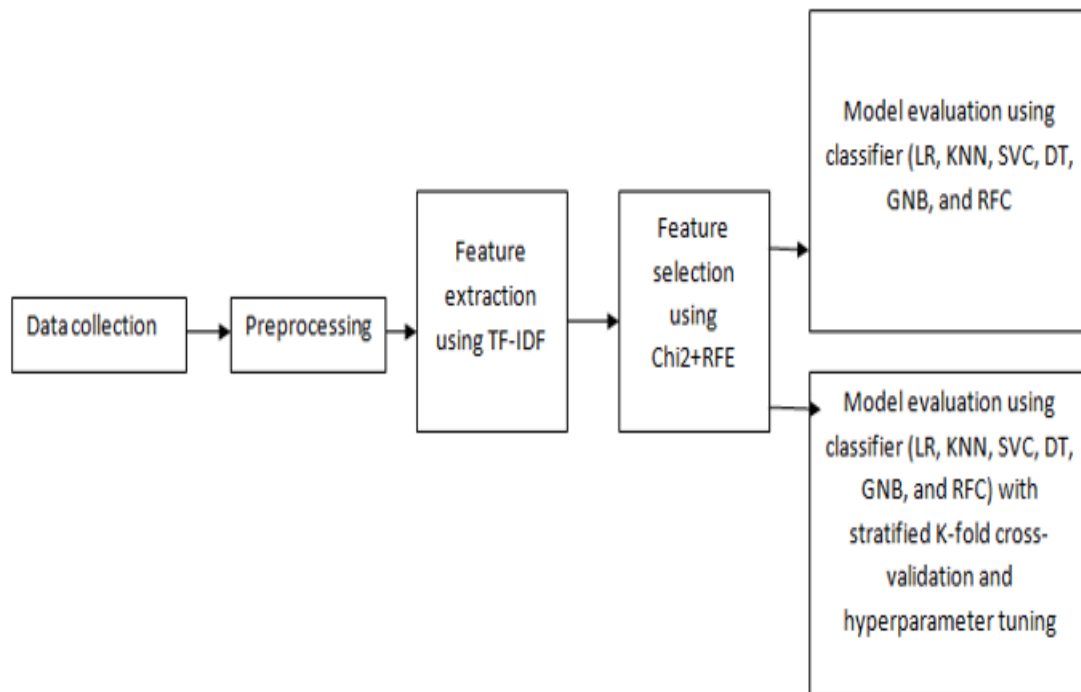 Data collection
Preprocessing
Feature
extraction
using TF-IDF
Feature
selection
using
Chi2+RFE
Model evaluation using
classifier (LR, KNN, SVC, DT,
GNB, and RFC
Model evaluation using
classifier (LR, KNN, SVC, DT,
GNB, and RFC) with
stratified K-fold cross-
validation and
hyperparameter tuning